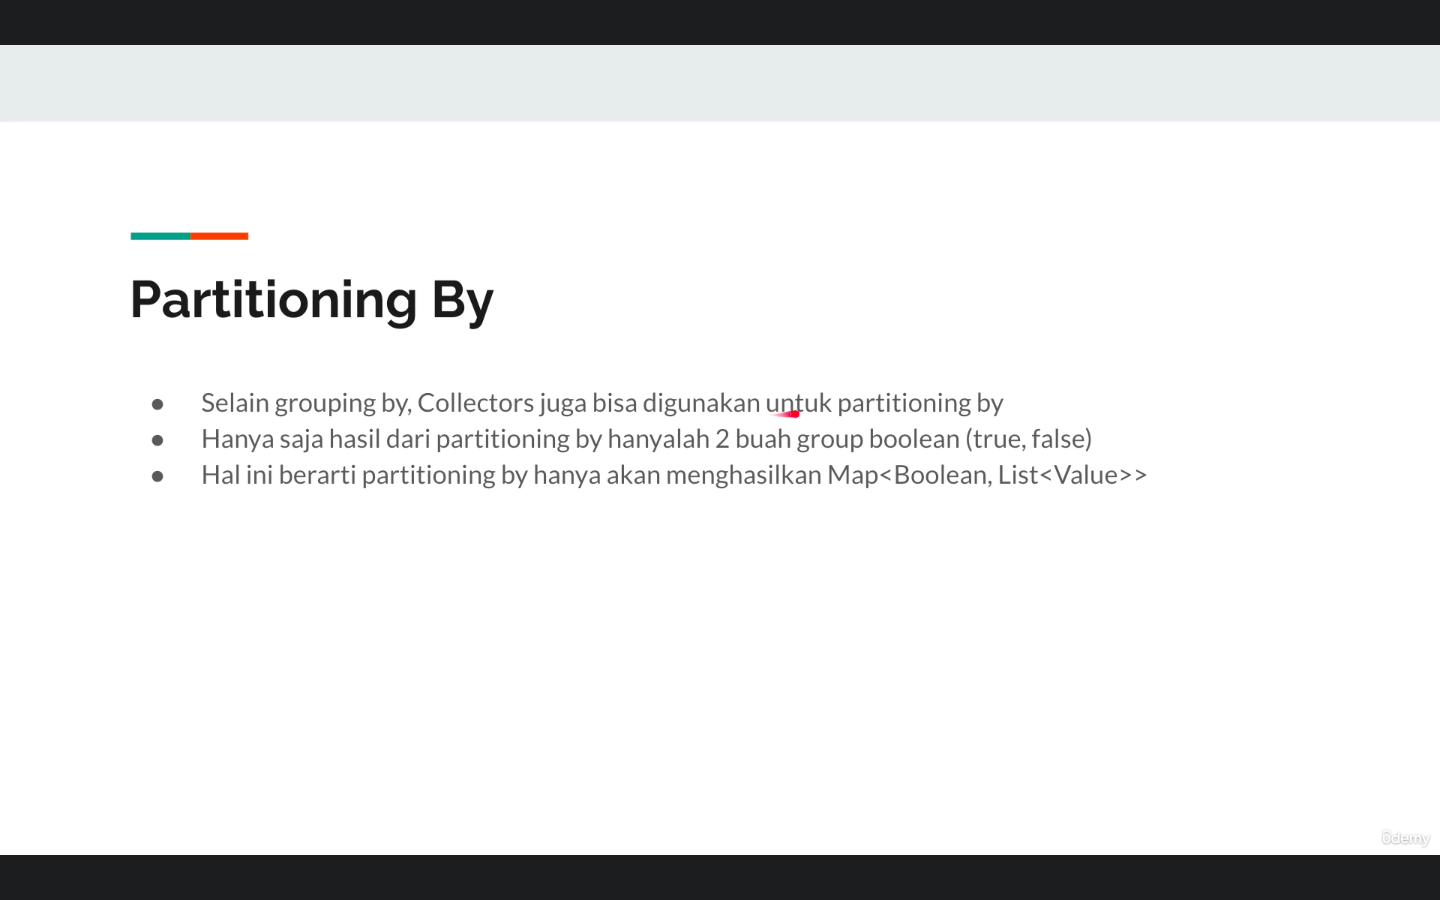 Partitioning By
● Selain grouping by, Collectors juga bisa digunakan untuk partitioning by
● Hanya saja hasil dari partitioning by hanyalah 2 buah group boolean (true, false)
● Hal ini berarti partitioning by hanya akan menghasilkan Map<Boolean, List<Value>>
ûdemy